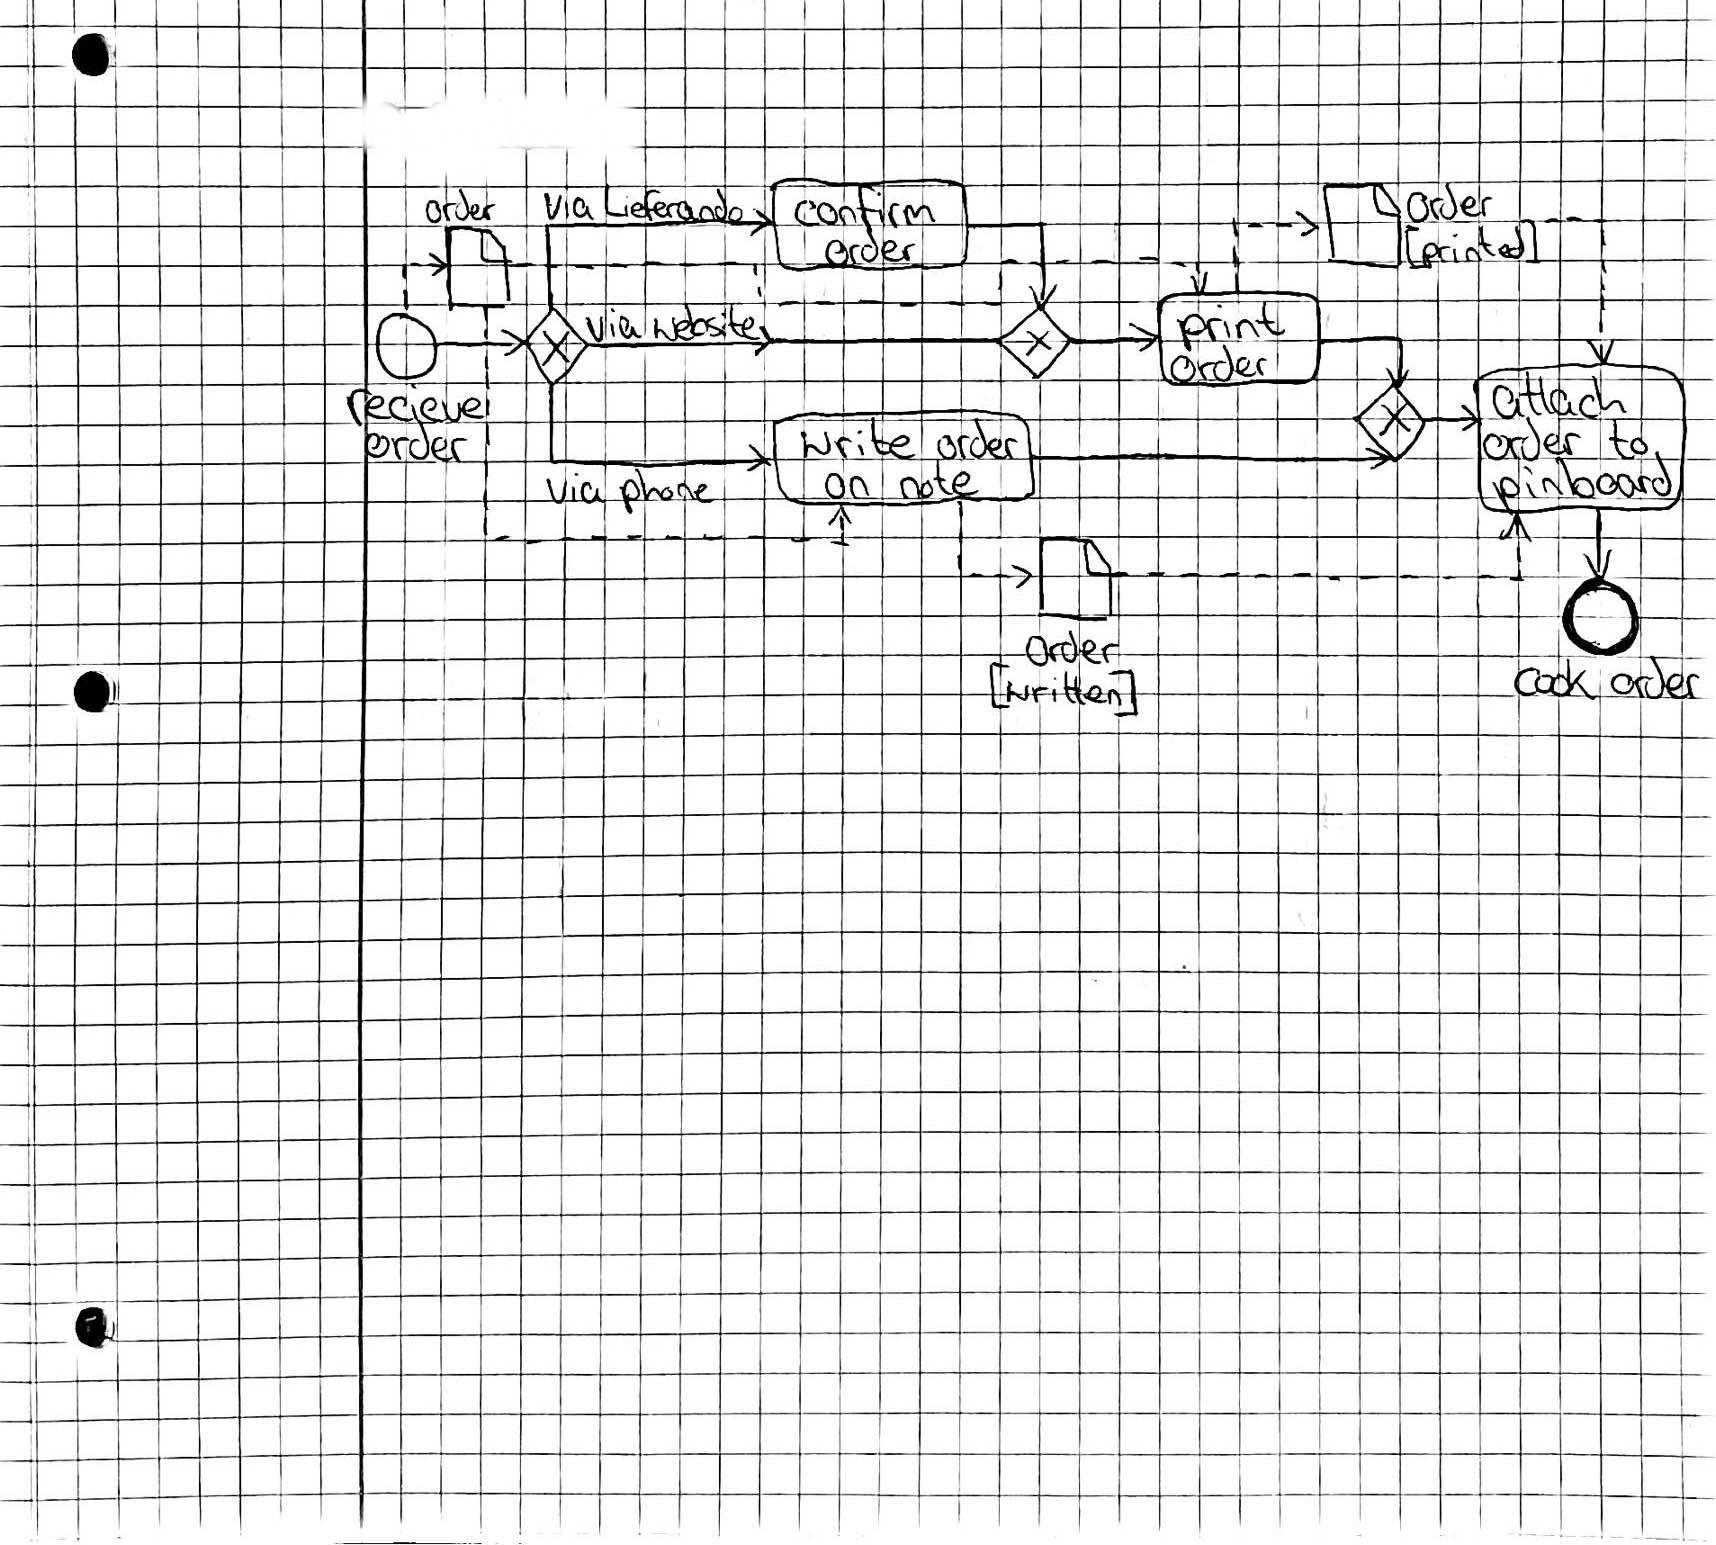 order
via Lieferando
confirm
order
order
[printed]
via website
print
order
recieve
order
attach
order to
pinboard
write order
on note
via phone
order
[written]
cook order